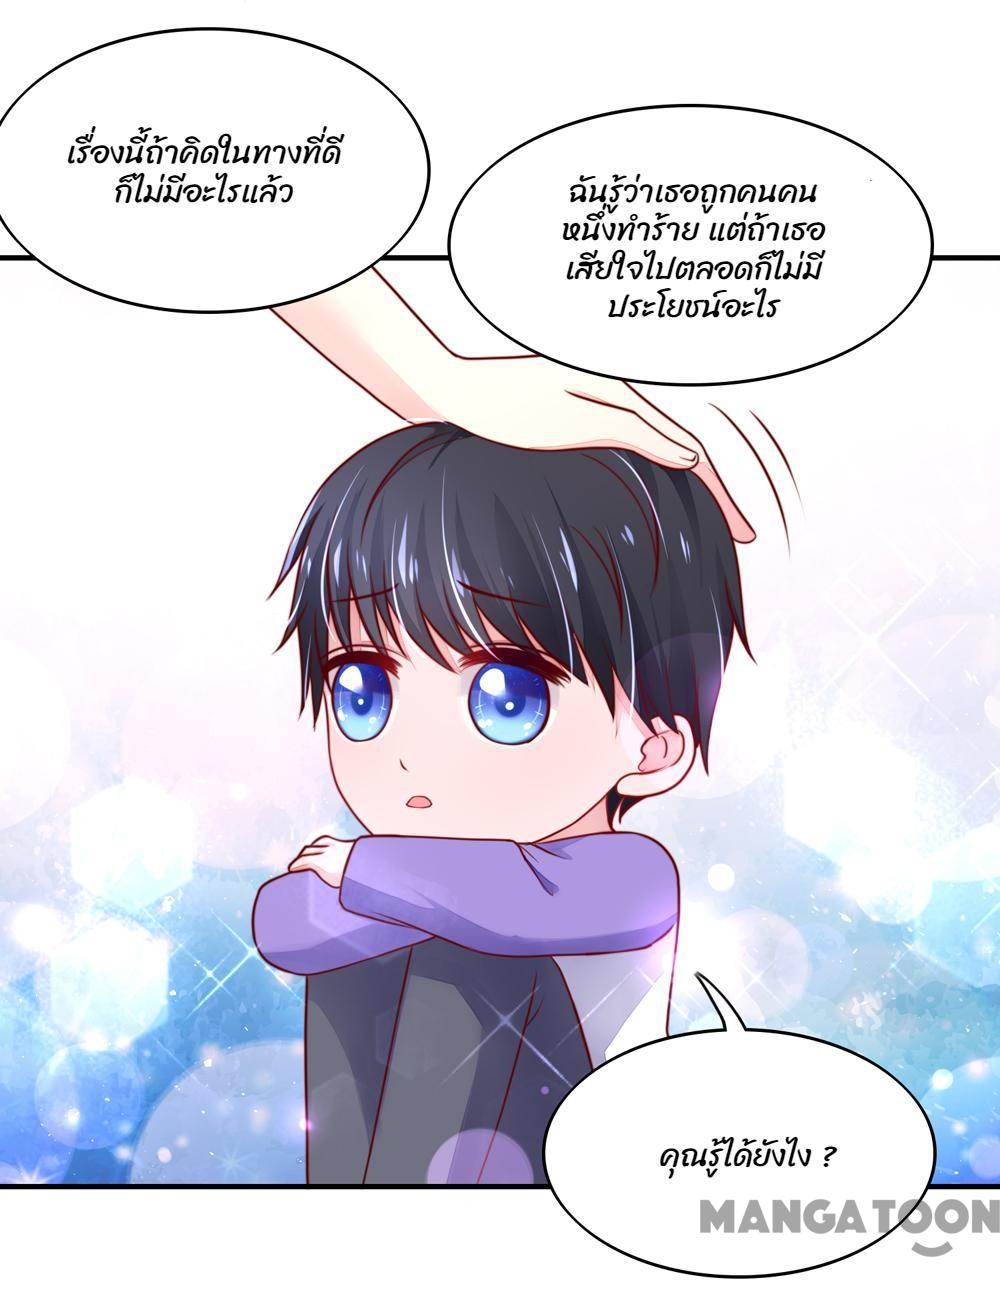 เรื่องนี้ถ้าคิดในทางที่ดี
ก็ไม่มีอะไรแล้ว
ฉันรู้ว่าเธอถูกคนคน
หนึ่งทำร้าย แต่ถ้าเธอ
เสียใจไปตลอดก็ไม่มี
ประโยชน์อะไร
คุณรู้ได้ยังไง ?
MANGATOON